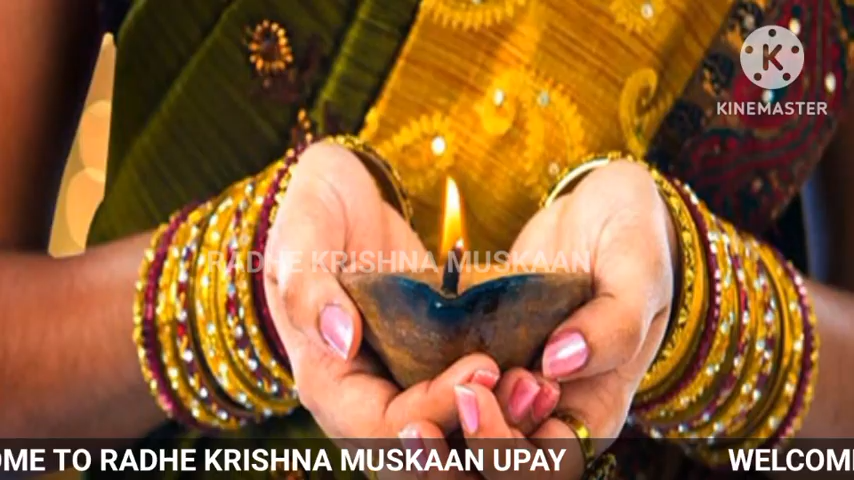 K
KINEMASTER
RADHE KRISHNA MUSKAAN
OME TO RADHE KRISHNA MUSKAAN UPAY WELCOM